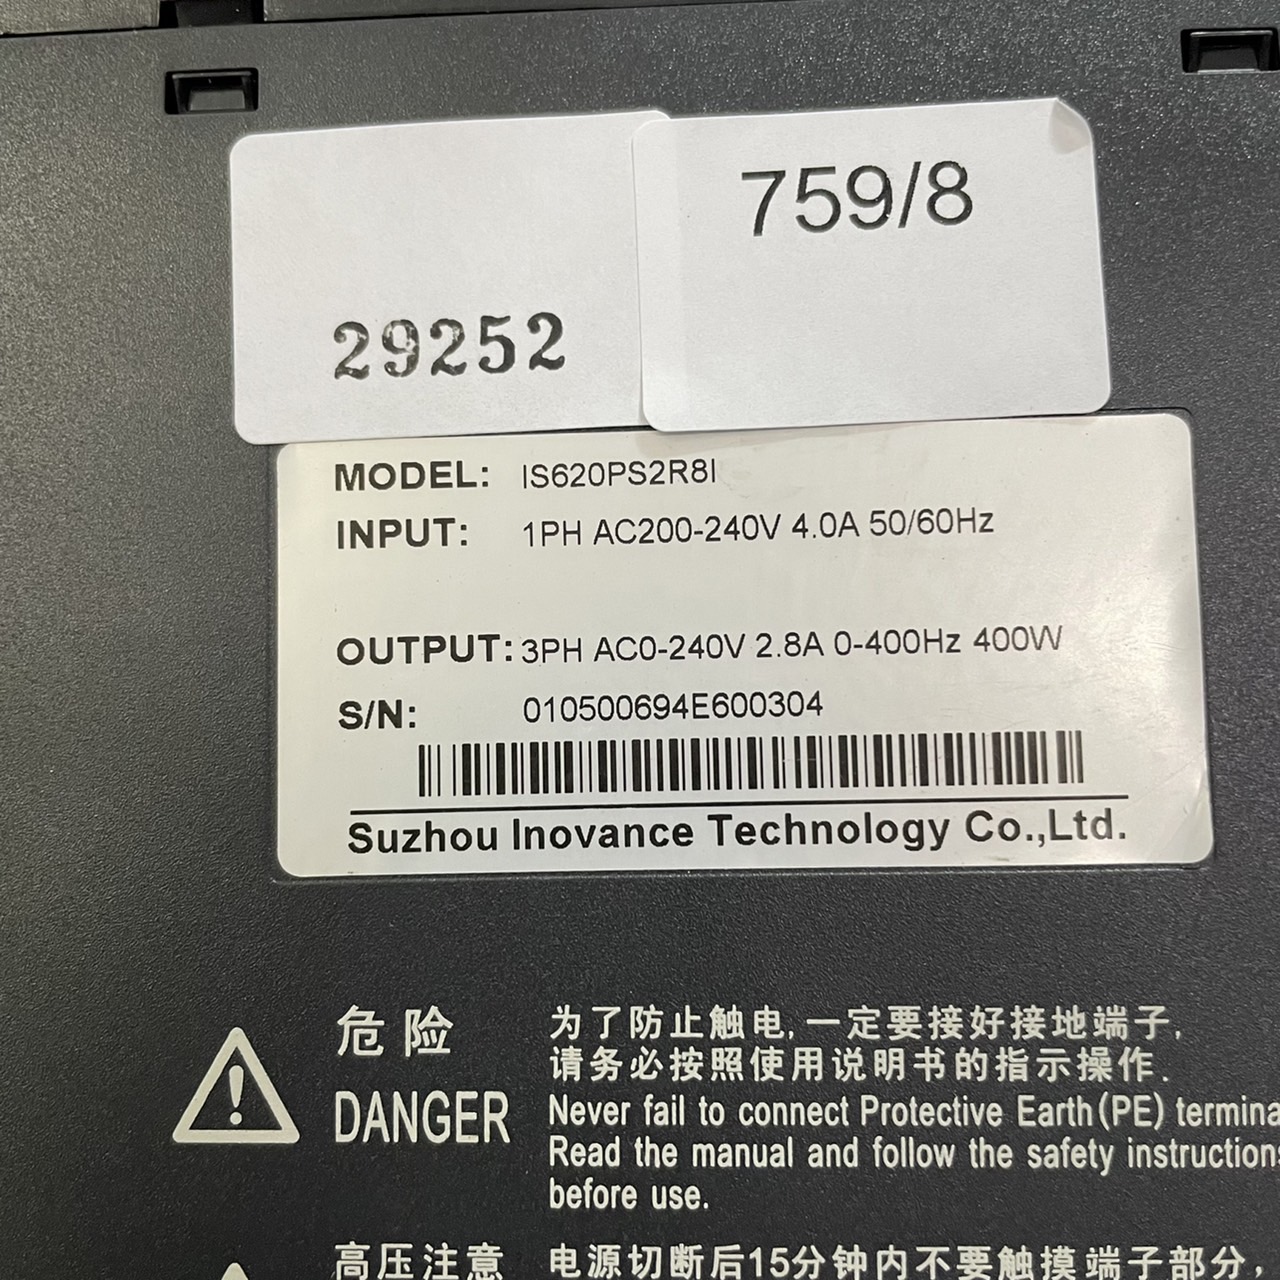 759/8
29252
MODEL: IS620PS2R8I
INPUT: 1PH AC200-240V 4.0A 50/60Hz
OUTPUT: 3PH AC0-240V 2.8A 0-400Hz 400W
S/N: 010500694E600304
Suzhou Inovance Technology Co.,Ltd.
危险
DANGER
为了防止触电,一定要接好接地端子,
请务必按照使用说明书的指示操作.
Never fail to connect Protective Earth(PE) termina
Read the manual and follow the safety instructions
before use.
高压注意
电源切断后15分钟内不要触摸端子部分,